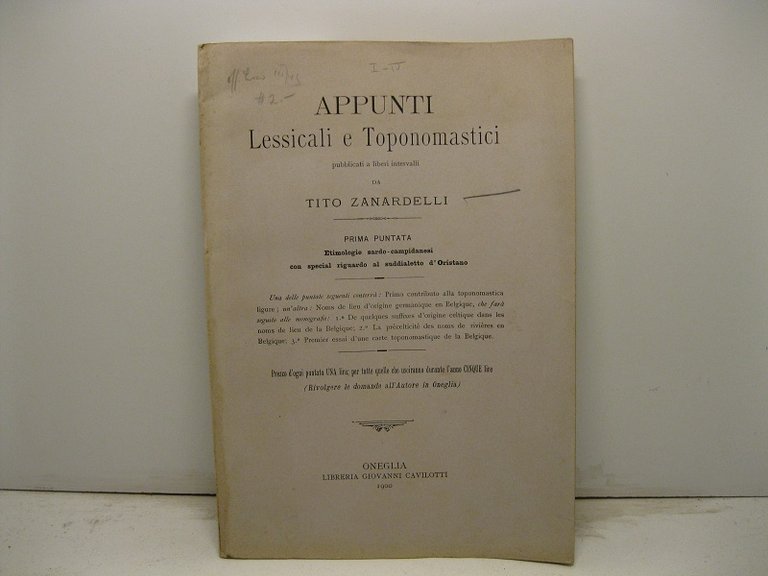 I-IV
# 2.-
APPUNTI
Lessicali e Toponomastici
pubblicati a liberi intervalli
DA
TITO ZANARDELLI
PRIMA PUNTATA
Etimologie sardo-campidanesi
con special riguardo al suddialetto d'Oristano
Una delle puntate seguenti conterrà: Primo contributo alla toponomastica
ligure; un'altra: Noms de lieu d'origine germanique en Belgique, che farà
seguito alle monografie: 1.º De quelques suffixes d'origine celtique dans les
noms de lieu de la Belgique; 2.º La précelticité des noms de rivières en
Belgique; 3.º Premier essai d'une carte toponomastique de la Belgique.
Prezzo d'ogni puntata UNA lira; per tutte quelle che usciranno durante l'anno CINQUE lire
(Rivolgere le domande all'Autore in Oneglia)
ONEGLIA
LIBRERIA GIOVANNI CAVILOTTI
1900